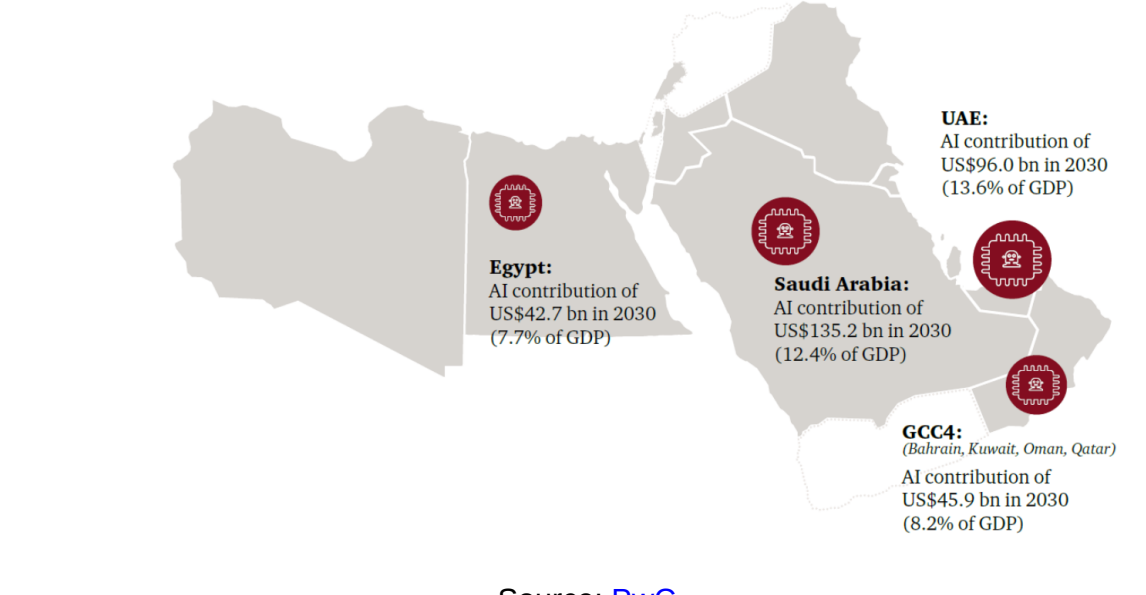 UAE:
AI contribution of
US$96.0 bn in 2030
(13.6% of GDP)
Egypt:
AI contribution of
US$42.7 bn in 2030
(7.7% of GDP)
Saudi Arabia:
AI contribution of
US$135.2 bn in 2030
(12.4% of GDP)
GCC4:
(Bahrain, Kuwait, Oman, Qatar)
AI contribution of
US$45.9 bn in 2030
(8.2% of GDP)
Source: PwC